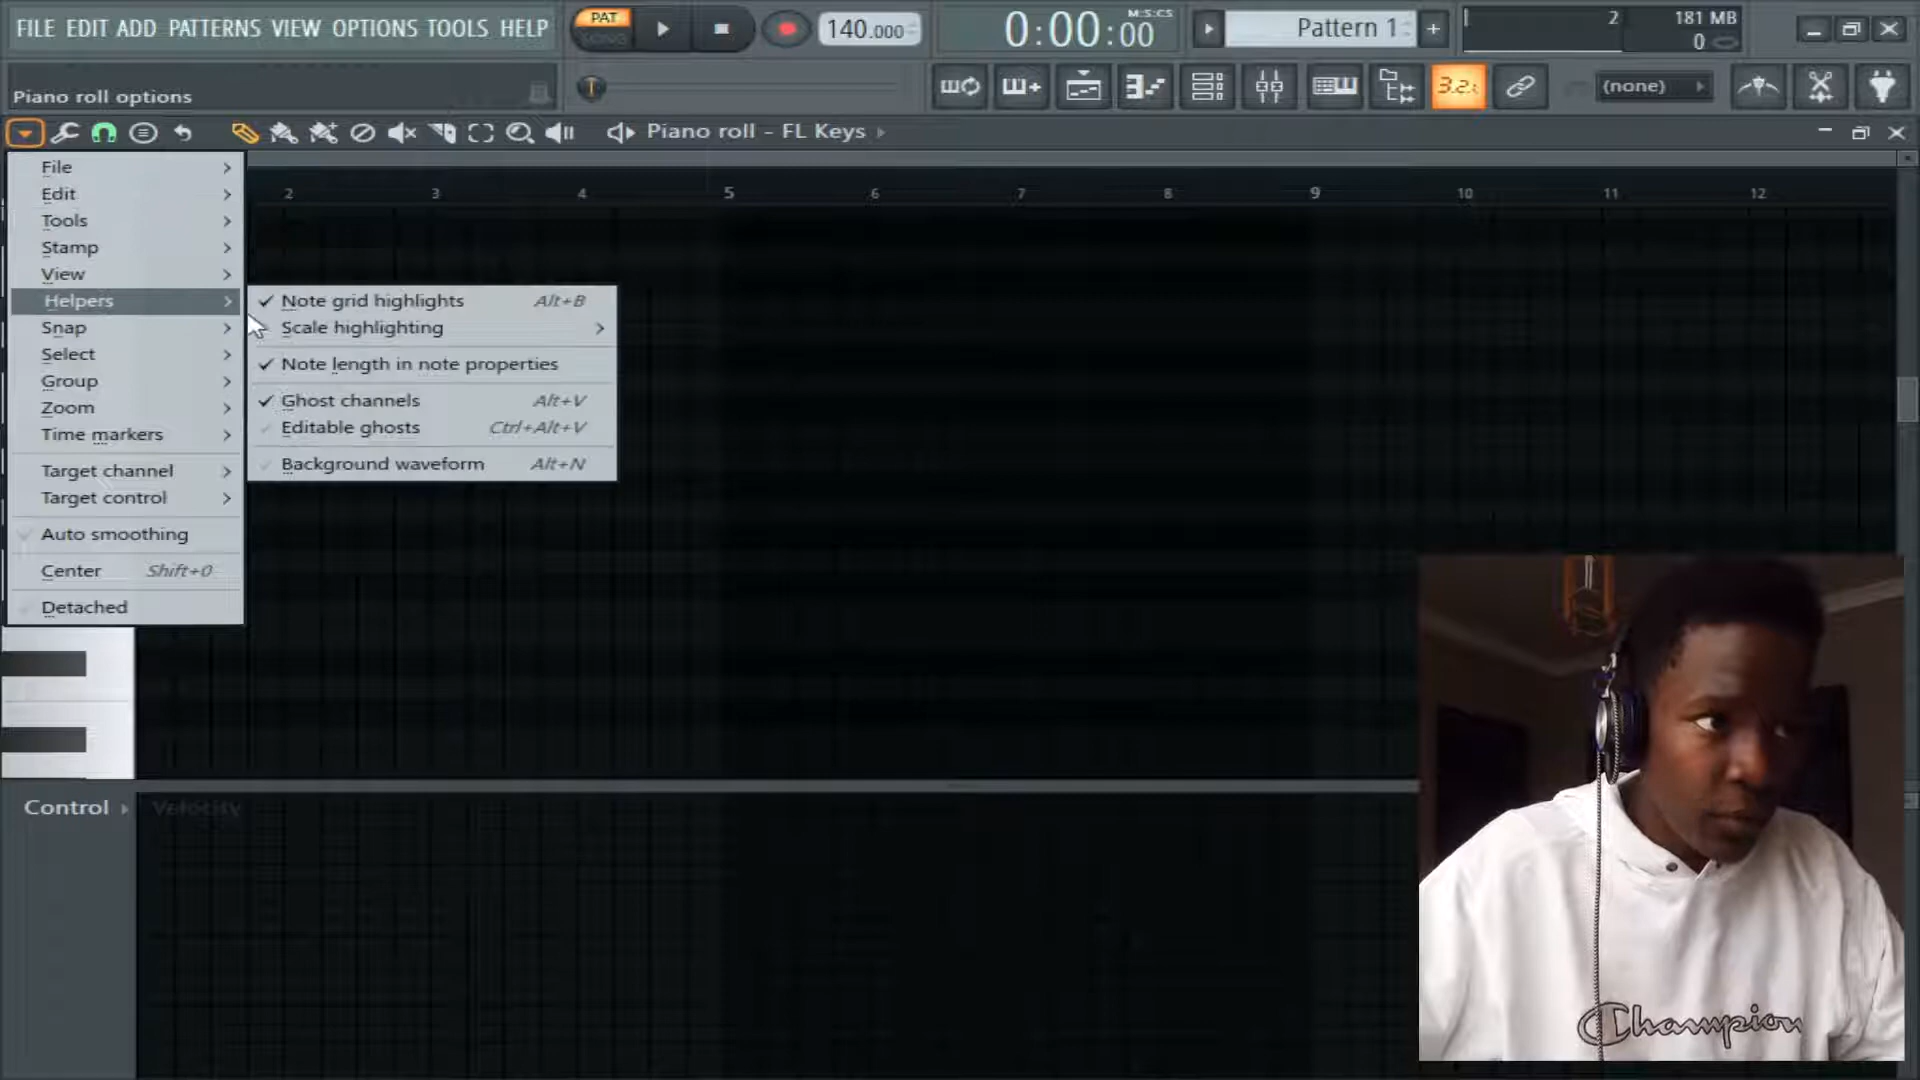 FILE EDIT ADD PATTERNS VIEW OPTIONS TOOLS HELP
PAT
SONG
140.000
0:00:00
M:S:CS
Pattern 1
2
181 MB
0
Piano roll options
3.2
(none)
Piano roll - FL Keys
File
Edit
Tools
Stamp
View
Helpers
Snap
Select
Group
Zoom
Time markers
Target channel
Target control
Auto smoothing
Center Shift+0
Detached
Note grid highlights Alt+B
Scale highlighting
Note length in note properties
Ghost channels Alt+V
Editable ghosts Ctrl+Alt+V
Background waveform Alt+N
2 3 4 5 6 7 8 9 10 11 12
Control
Velocity
Champion